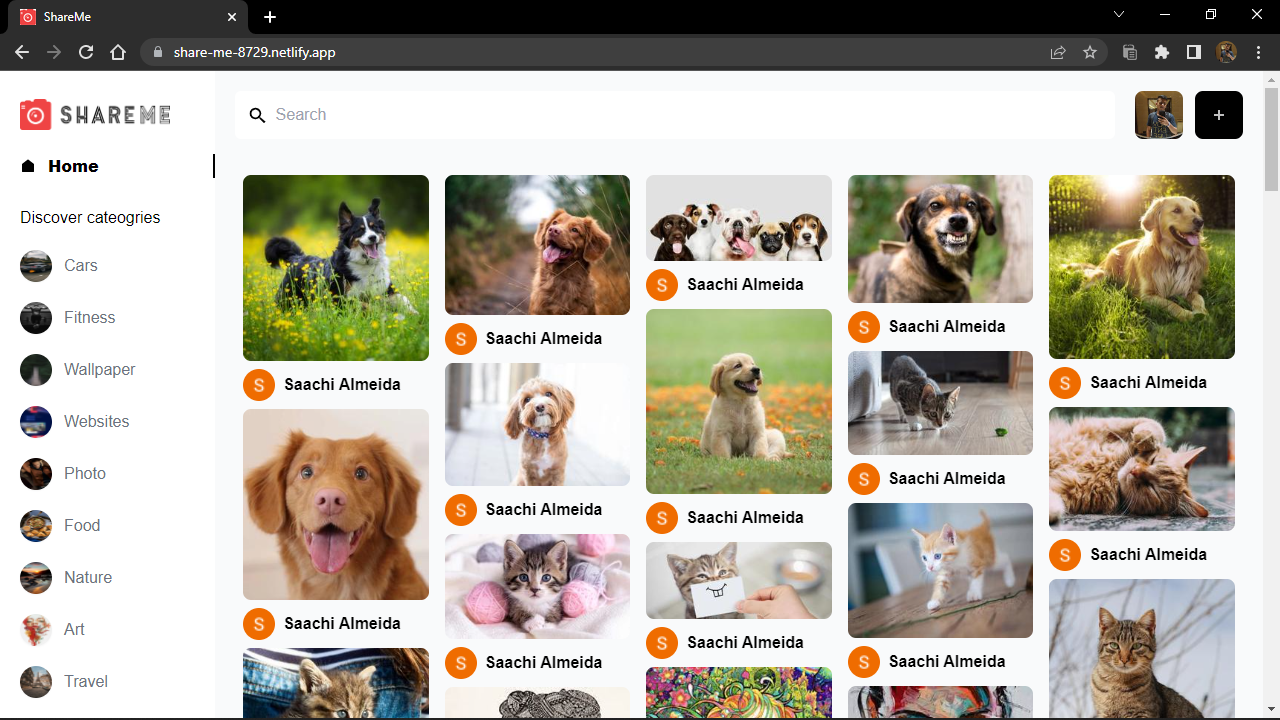 ShareMe
share-me-8729.netlify.app
SHAREME
Search
+
Home
Discover cateogries
Cars
Fitness
Wallpaper
Websites
Photo
Food
Nature
Art
Travel
S Saachi Almeida
S Saachi Almeida
S Saachi Almeida
S Saachi Almeida
S Saachi Almeida
S Saachi Almeida
S Saachi Almeida
S Saachi Almeida
S Saachi Almeida
S Saachi Almeida
S Saachi Almeida
S Saachi Almeida
S Saachi Almeida